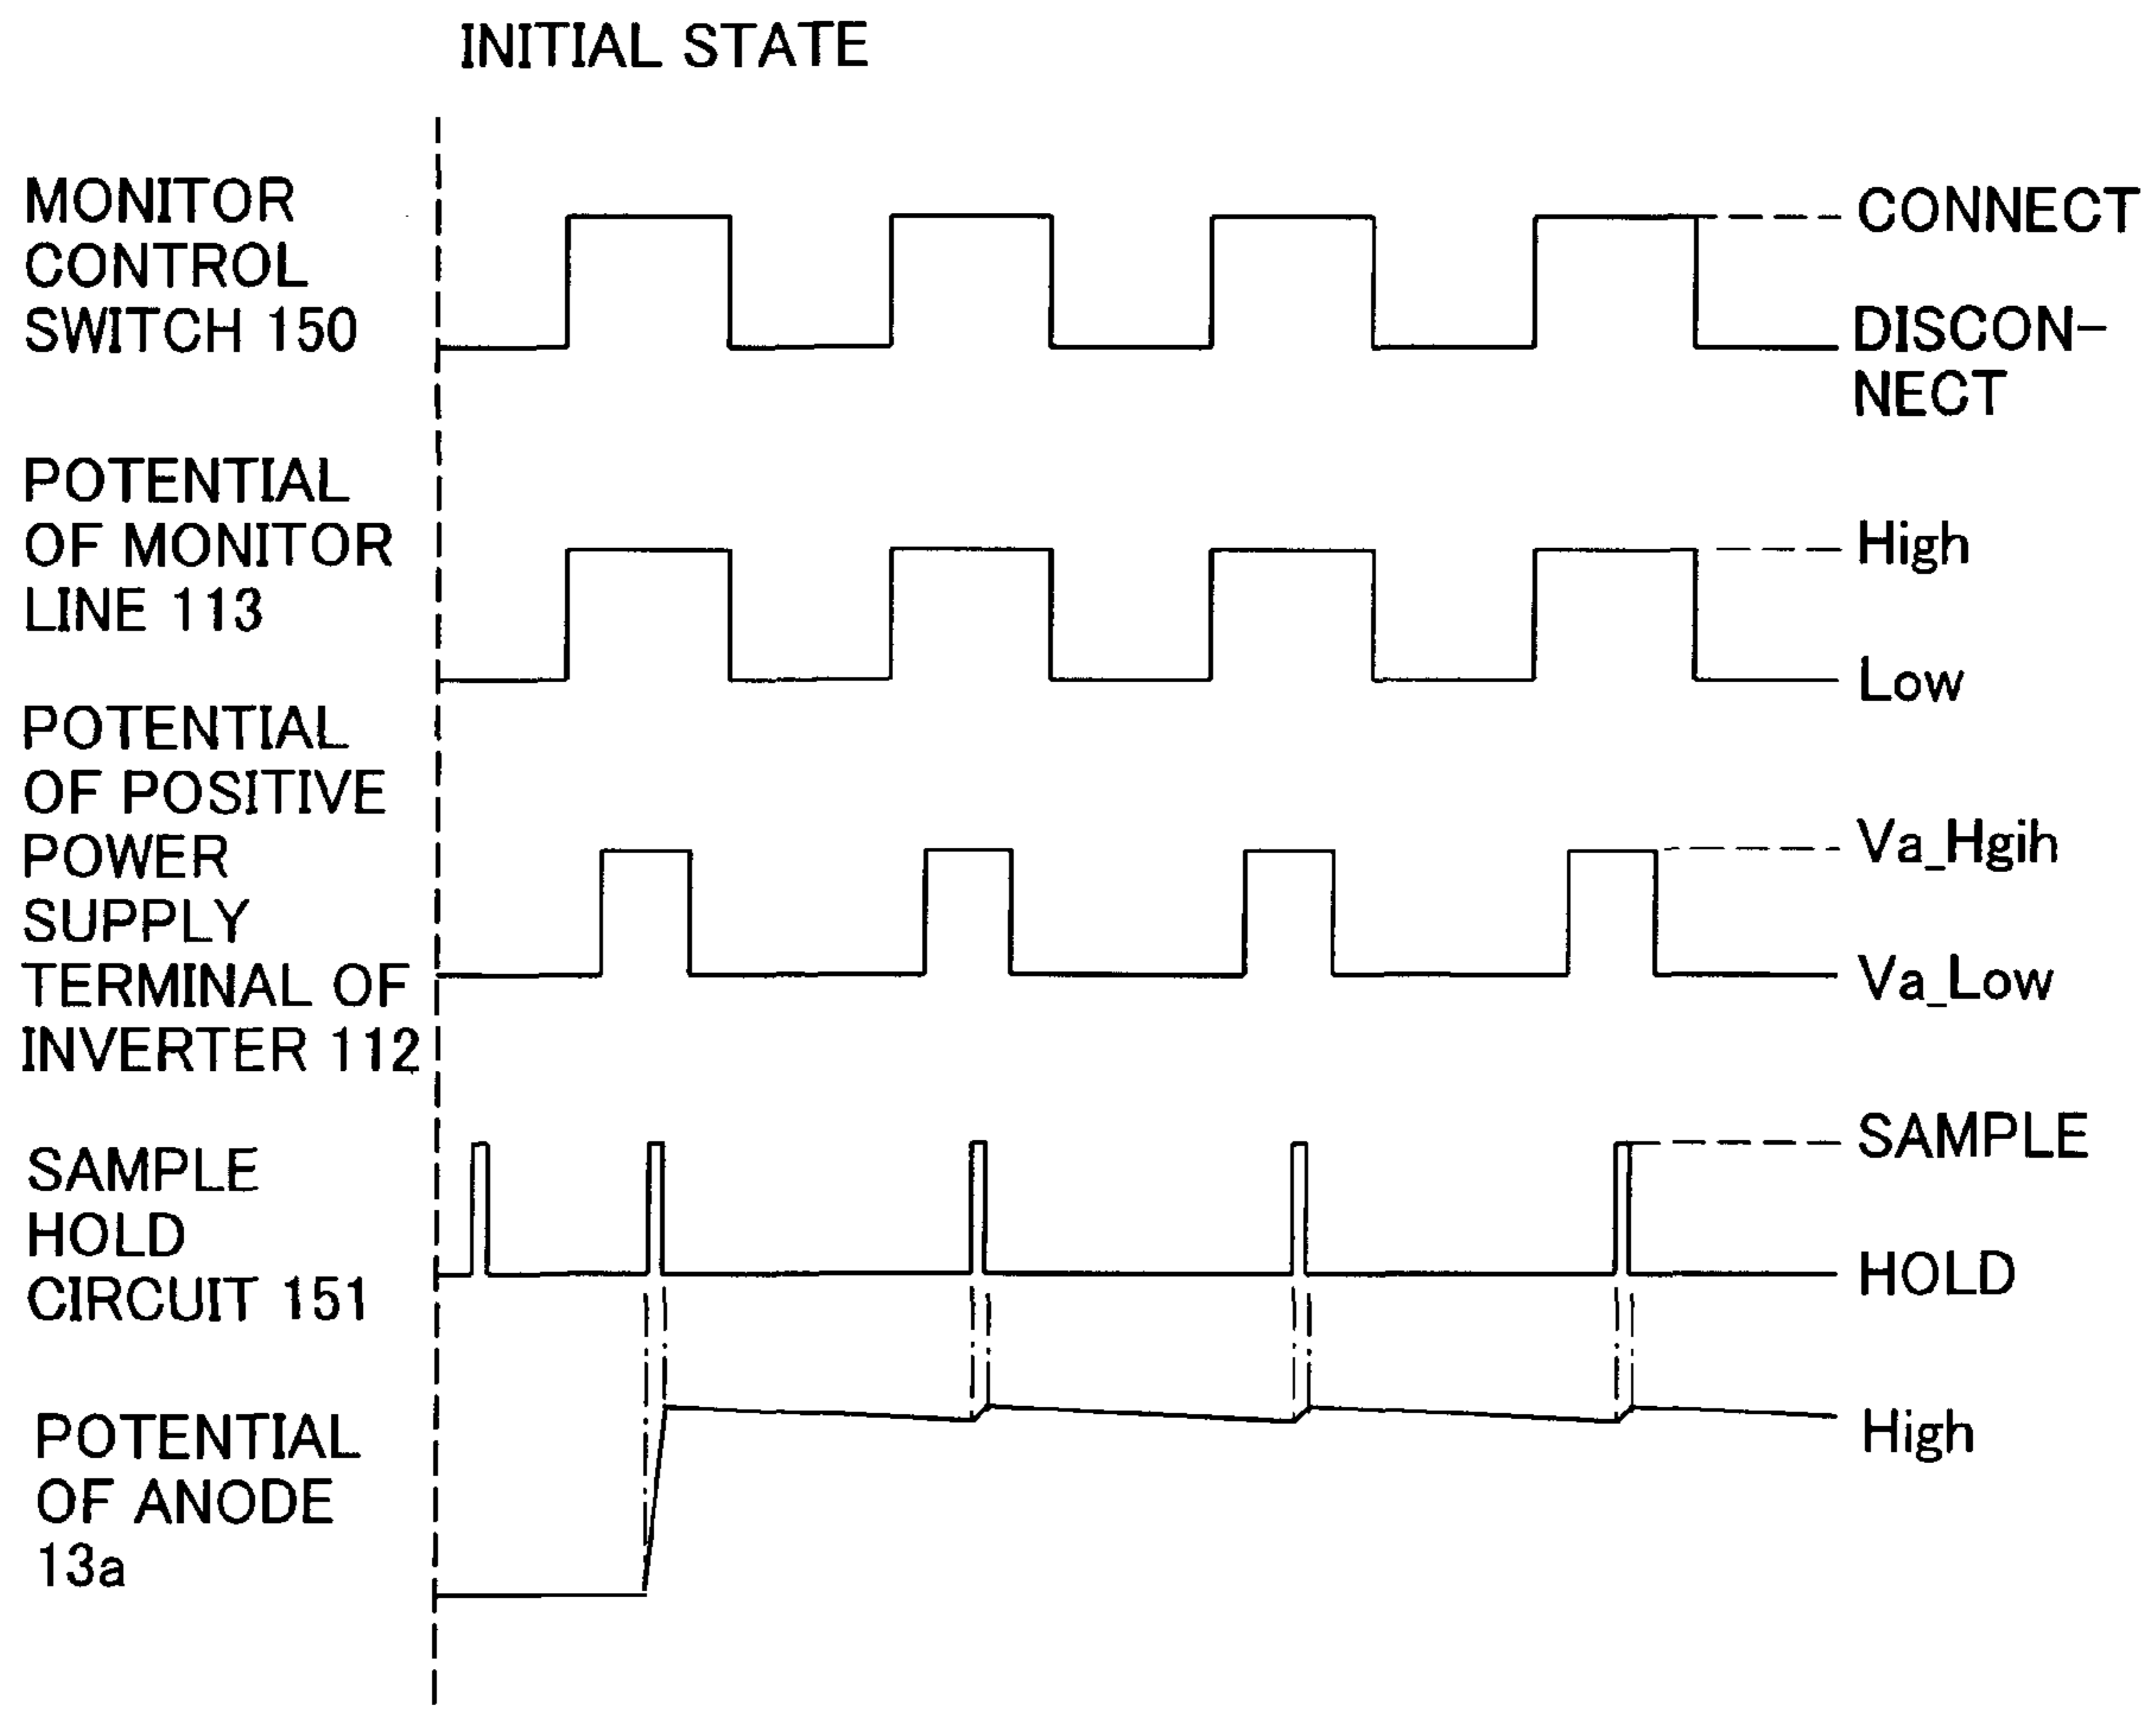 INITIAL STATE
MONITOR
CONTROL
SWITCH 150
CONNECT
DISCON-
NECT
POTENTIAL
OF MONITOR
LINE 113
High
Low
POTENTIAL
OF POSITIVE
POWER
SUPPLY
TERMINAL OF
INVERTER 112
Va_Hgih
Va_Low
SAMPLE
HOLD
CIRCUIT 151
SAMPLE
HOLD
POTENTIAL
OF ANODE
13a
High